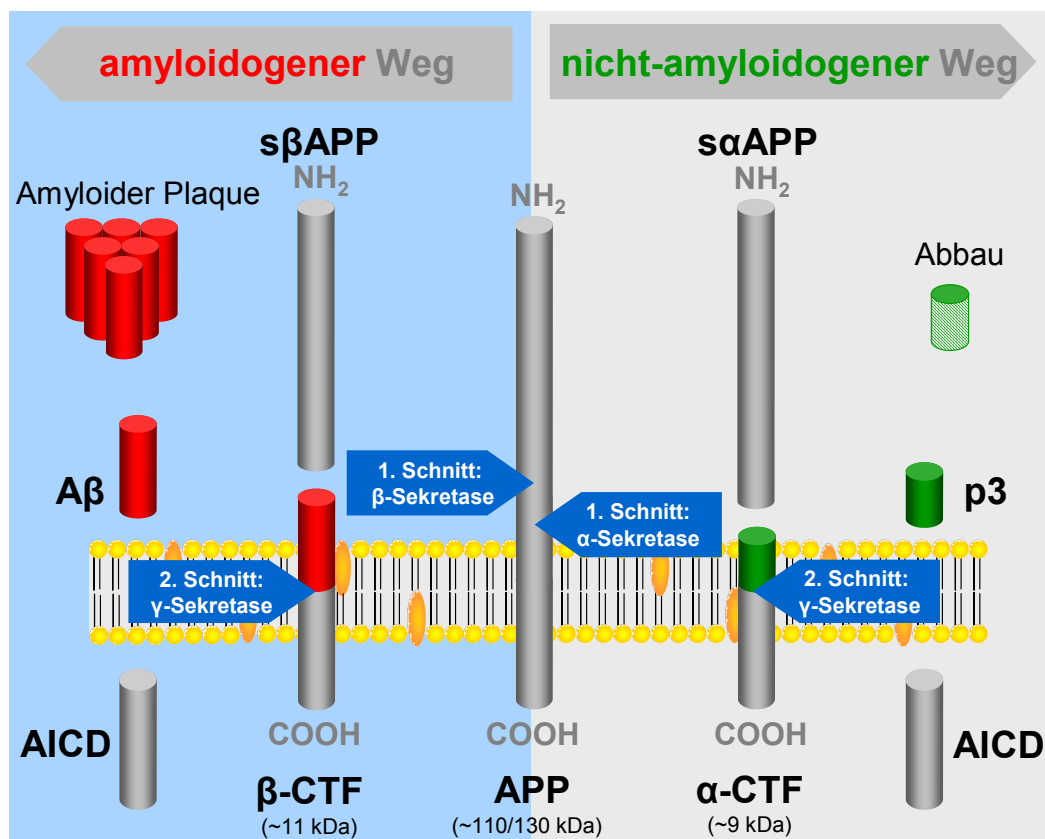 amyloidogener Weg
nicht-amyloidogener Weg
sβAPP
NH₂
sαAPP
NH₂
Amyloider Plaque
NH₂
Abbau
1. Schnitt:
β-Sekretase
Aβ
p3
1. Schnitt:
α-Sekretase
2. Schnitt:
γ-Sekretase
2. Schnitt:
γ-Sekretase
AICD
COOH
COOH
COOH
AICD
β-CTF
(~11 kDa)
APP
(~110/130 kDa)
α-CTF
(~9 kDa)